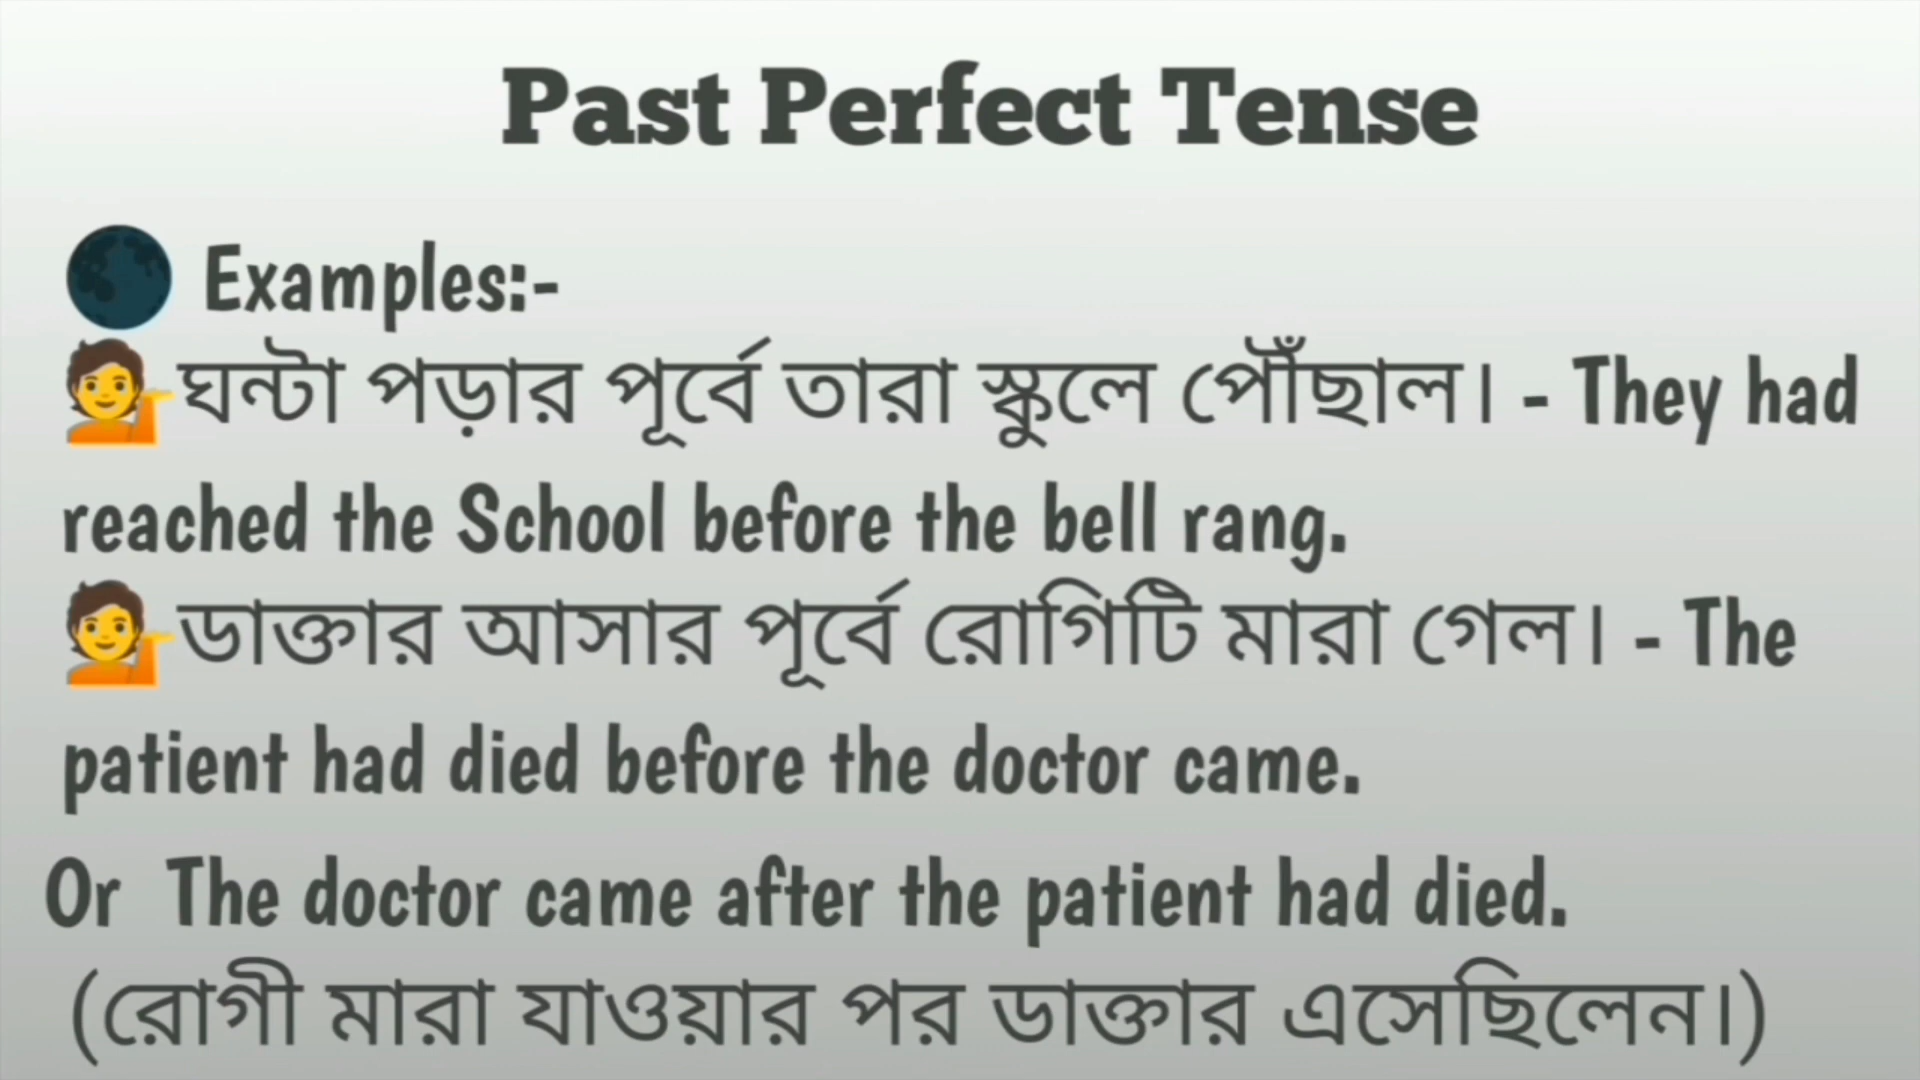 Past Perfect Tense
Examples:-
ঘন্টা পড়ার পূর্বে তারা স্কুলে পৌঁছাল। - They had
reached the School before the bell rang.
ডাক্তার আসার পূর্বে রোগিটি মারা গেল। - The
patient had died before the doctor came.
Or The doctor came after the patient had died.
(রোগী মারা যাওয়ার পর ডাক্তার এসেছিলেন।)